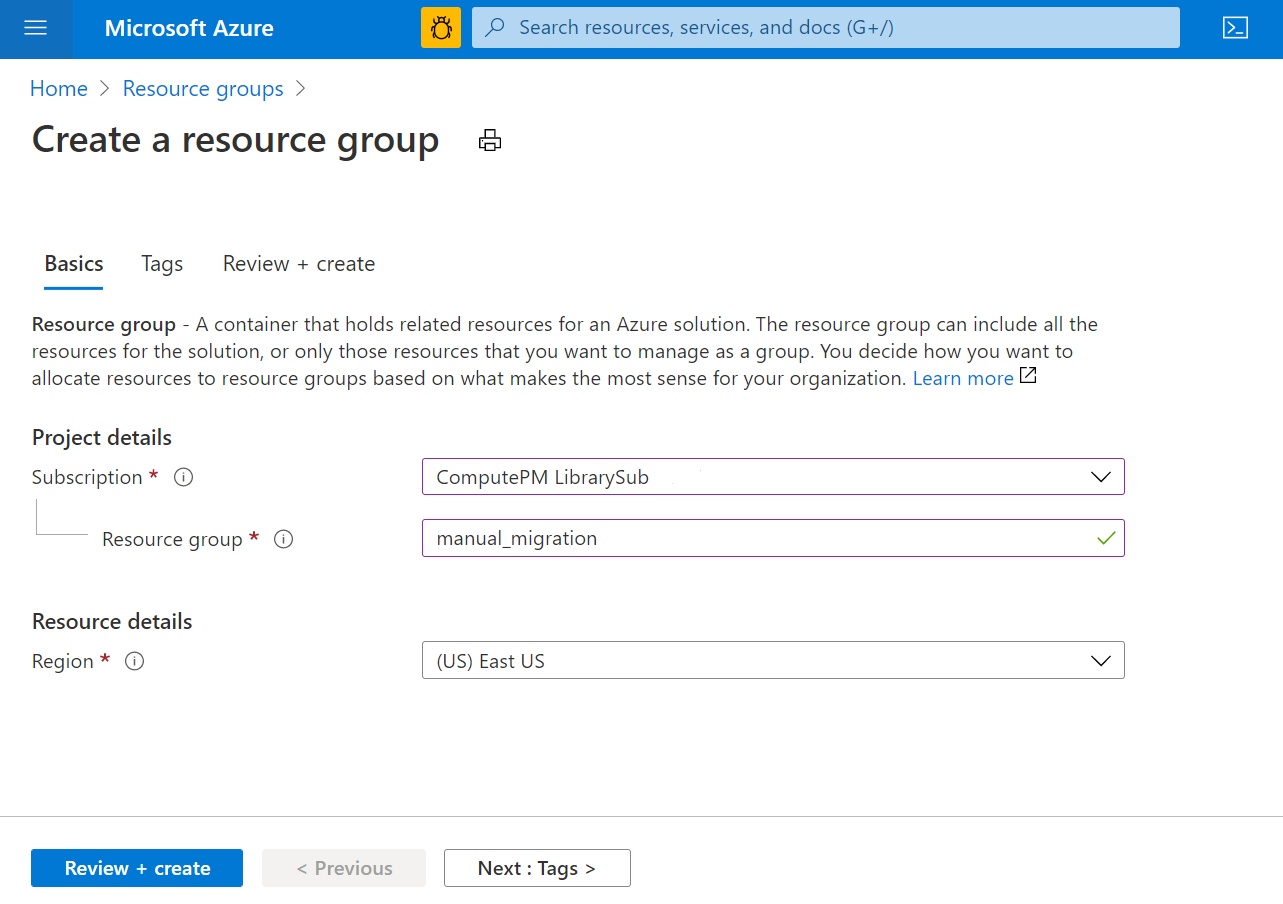 Microsoft Azure
Search resources, services, and docs (G+/)
Home > Resource groups >
Create a resource group
Basics Tags Review + create
Resource group - A container that holds related resources for an Azure solution. The resource group can include all the
resources for the solution, or only those resources that you want to manage as a group. You decide how you want to
allocate resources to resource groups based on what makes the most sense for your organization. Learn more
Project details
Subscription * ComputePM LibrarySub
Resource group * manual_migration
Resource details
Region * (US) East US
Review + create < Previous Next : Tags >